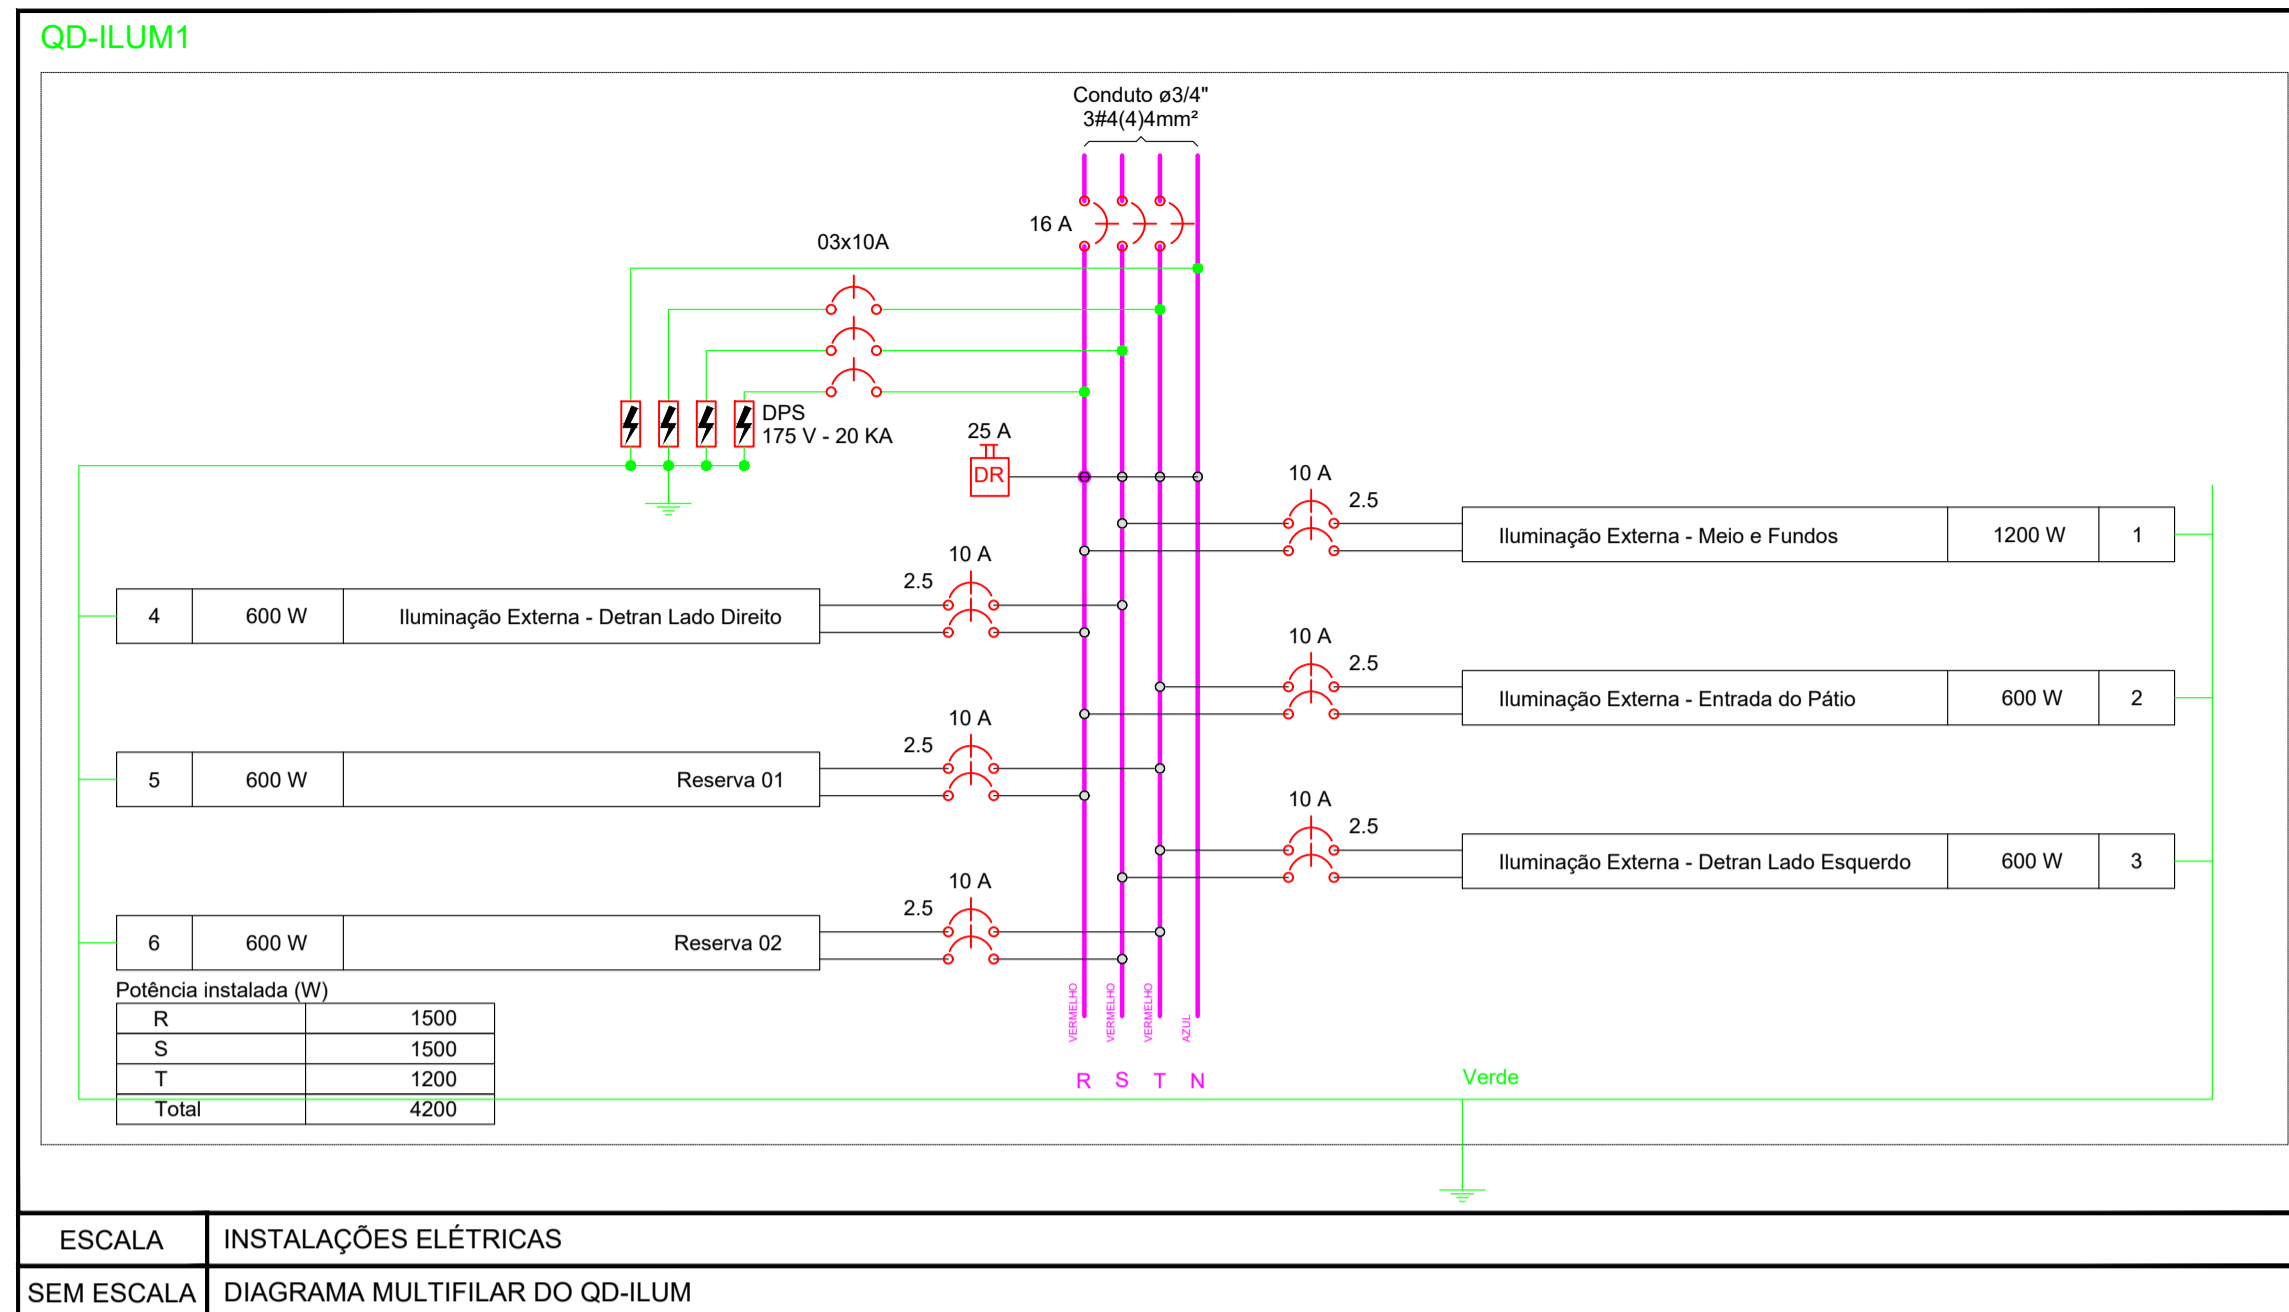 QD-ILUM1
Conduto ø3/4"
3#4(4)4mm²
16 A
03x10A
DPS
175 V - 20 KA
25 A
DR
10 A
2.5
Iluminação Externa - Meio e Fundos 1200 W 1
10 A
2.5
4 600 W Iluminação Externa - Detran Lado Direito
10 A
2.5
Iluminação Externa - Entrada do Pátio 600 W 2
10 A
2.5
5 600 W Reserva 01
10 A
2.5
Iluminação Externa - Detran Lado Esquerdo 600 W 3
10 A
2.5
6 600 W Reserva 02
Potência instalada (W)
R 1500
S 1500
T 1200
Total 4200
VERMELHO
VERMELHO
VERMELHO
AZUL
R S T N
Verde
ESCALA INSTALAÇÕES ELÉTRICAS
SEM ESCALA DIAGRAMA MULTIFILAR DO QD-ILUM